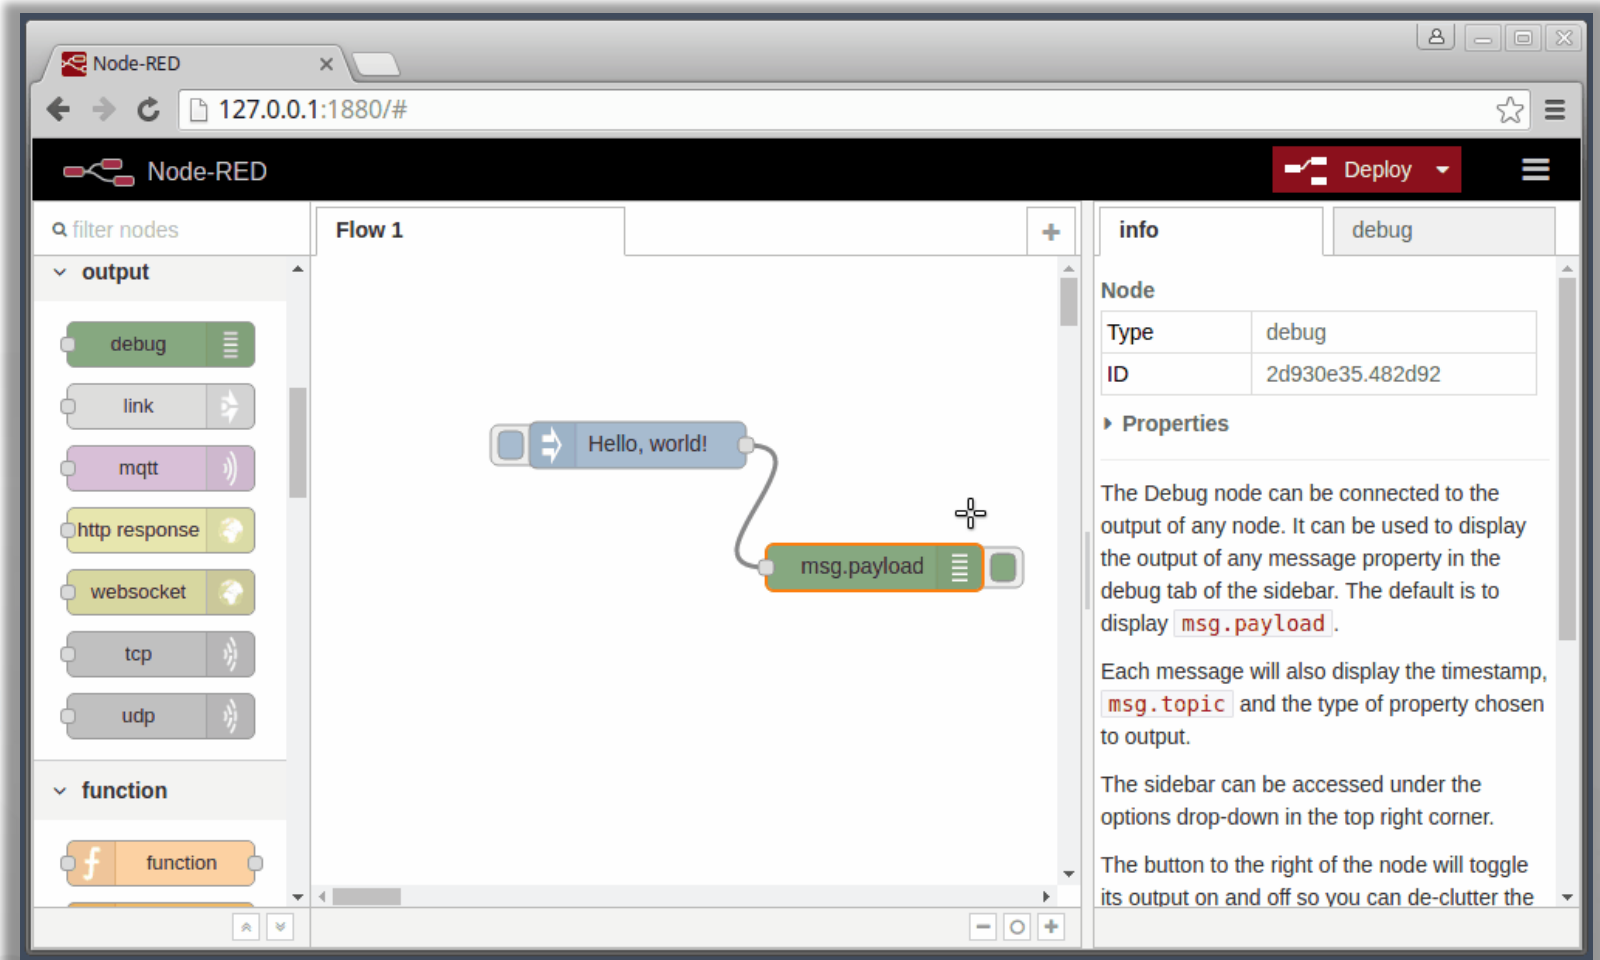 Node-RED
127.0.0.1:1880/#
Node-RED
Deploy
filter nodes
output
debug
link
mqtt
http response
websocket
tcp
udp
function
function
Flow 1
Hello, world!
msg.payload
info
debug
Node
Type debug
ID 2d930e35.482d92
Properties
The Debug node can be connected to the
output of any node. It can be used to display
the output of any message property in the
debug tab of the sidebar. The default is to
display msg.payload .
Each message will also display the timestamp,
msg.topic and the type of property chosen
to output.
The sidebar can be accessed under the
options drop-down in the top right corner.
The button to the right of the node will toggle
its output on and off so you can de-clutter the